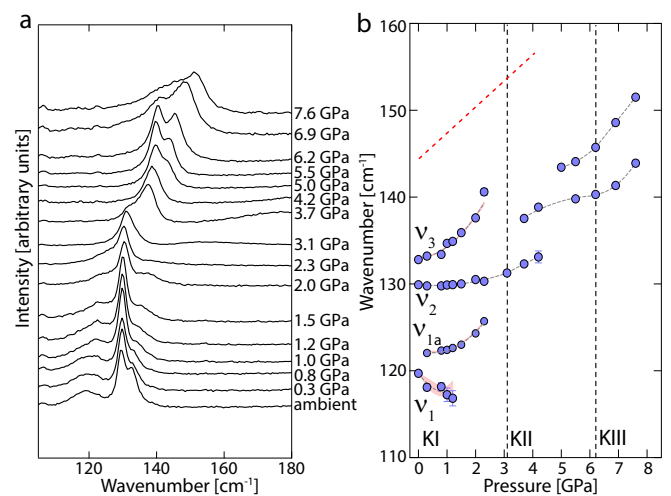 a
Intensity [arbitrary units]
7.6 GPa
6.9 GPa
6.2 GPa
5.5 GPa
5.0 GPa
4.2 GPa
3.7 GPa
3.1 GPa
2.3 GPa
2.0 GPa
1.5 GPa
1.2 GPa
1.0 GPa
0.8 GPa
0.3 GPa
ambient
120 140 160 180
Wavenumber [cm⁻¹]
b
Wavenumber [cm⁻¹]
160
150
140
130
120
110
ν₃
ν₂
ν₁ₐ
ν₁
KI KII KIII
0 1 2 3 4 5 6 7 8
Pressure [GPa]